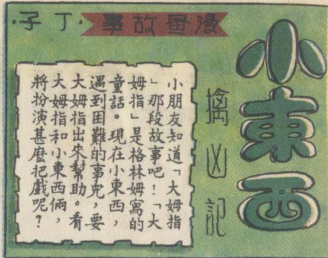 漫画故事·丁子·
小東西
擒凶記
小朋友知道「大姆指
」那段故事吧!「大
姆指」是格林姆寫的
童話。現在小東西,
遇到困難的事兒,要
大姆指出來幫助。看
大姆指和小東西倆,
將扮演甚麼把戲呢?